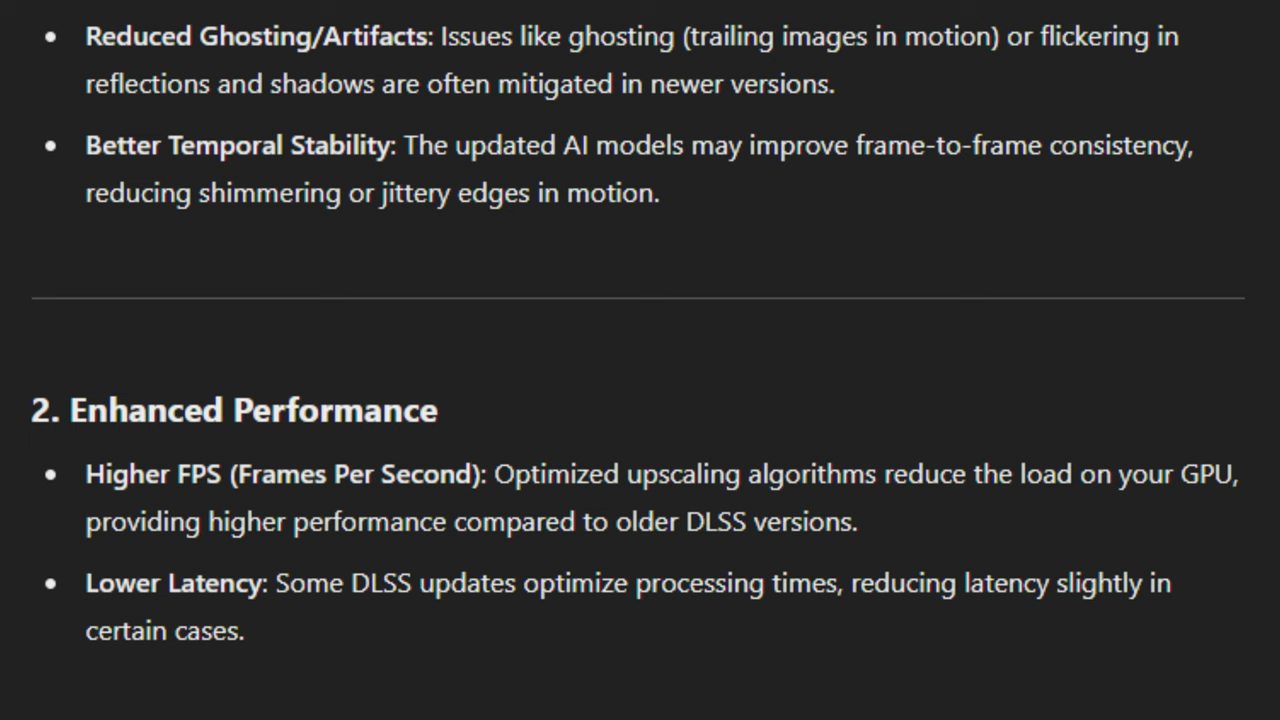 • Reduced Ghosting/Artifacts: Issues like ghosting (trailing images in motion) or flickering in
reflections and shadows are often mitigated in newer versions.
• Better Temporal Stability: The updated AI models may improve frame-to-frame consistency,
reducing shimmering or jittery edges in motion.
2. Enhanced Performance
• Higher FPS (Frames Per Second): Optimized upscaling algorithms reduce the load on your GPU,
providing higher performance compared to older DLSS versions.
• Lower Latency: Some DLSS updates optimize processing times, reducing latency slightly in
certain cases.